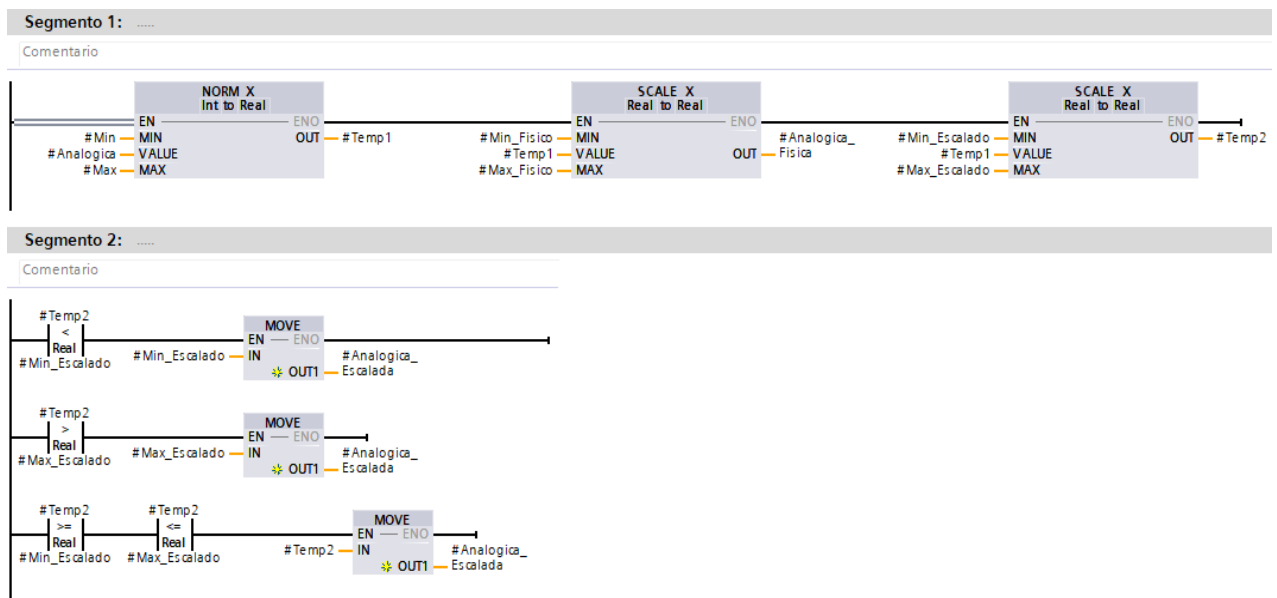 Segmento 1: .....
Comentario
NORM_X
Int to Real
EN ENO
#Min MIN OUT #Temp1
#Analogica VALUE
#Max MAX
SCALE_X
Real to Real
EN ENO
#Min_Fisico MIN #Analogica_
#Temp1 VALUE OUT Fisica
#Max_Fisico MAX
SCALE_X
Real to Real
EN ENO
#Min_Escalado MIN OUT #Temp2
#Temp1 VALUE
#Max_Escalado MAX
Segmento 2: .....
Comentario
#Temp2
<
Real
#Min_Escalado
MOVE
EN ENO
#Min_Escalado IN #Analogica_
OUT1 Escalada
#Temp2
>
Real
#Max_Escalado
MOVE
EN ENO
#Max_Escalado IN #Analogica_
OUT1 Escalada
#Temp2 #Temp2
>= <=
Real Real
#Min_Escalado #Max_Escalado
MOVE
EN ENO
#Temp2 IN #Analogica_
OUT1 Escalada